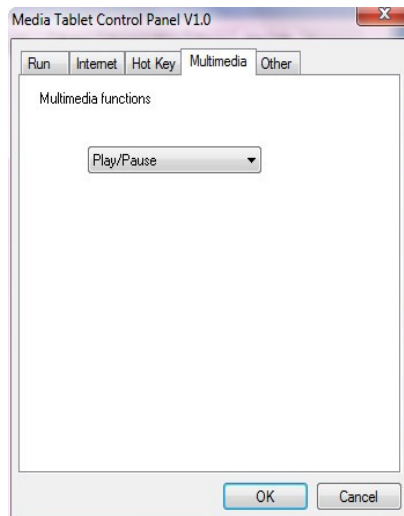 Media Tablet Control Panel V1.0
Run Internet Hot Key Multimedia Other
Multimedia functions
Play/Pause
OK Cancel